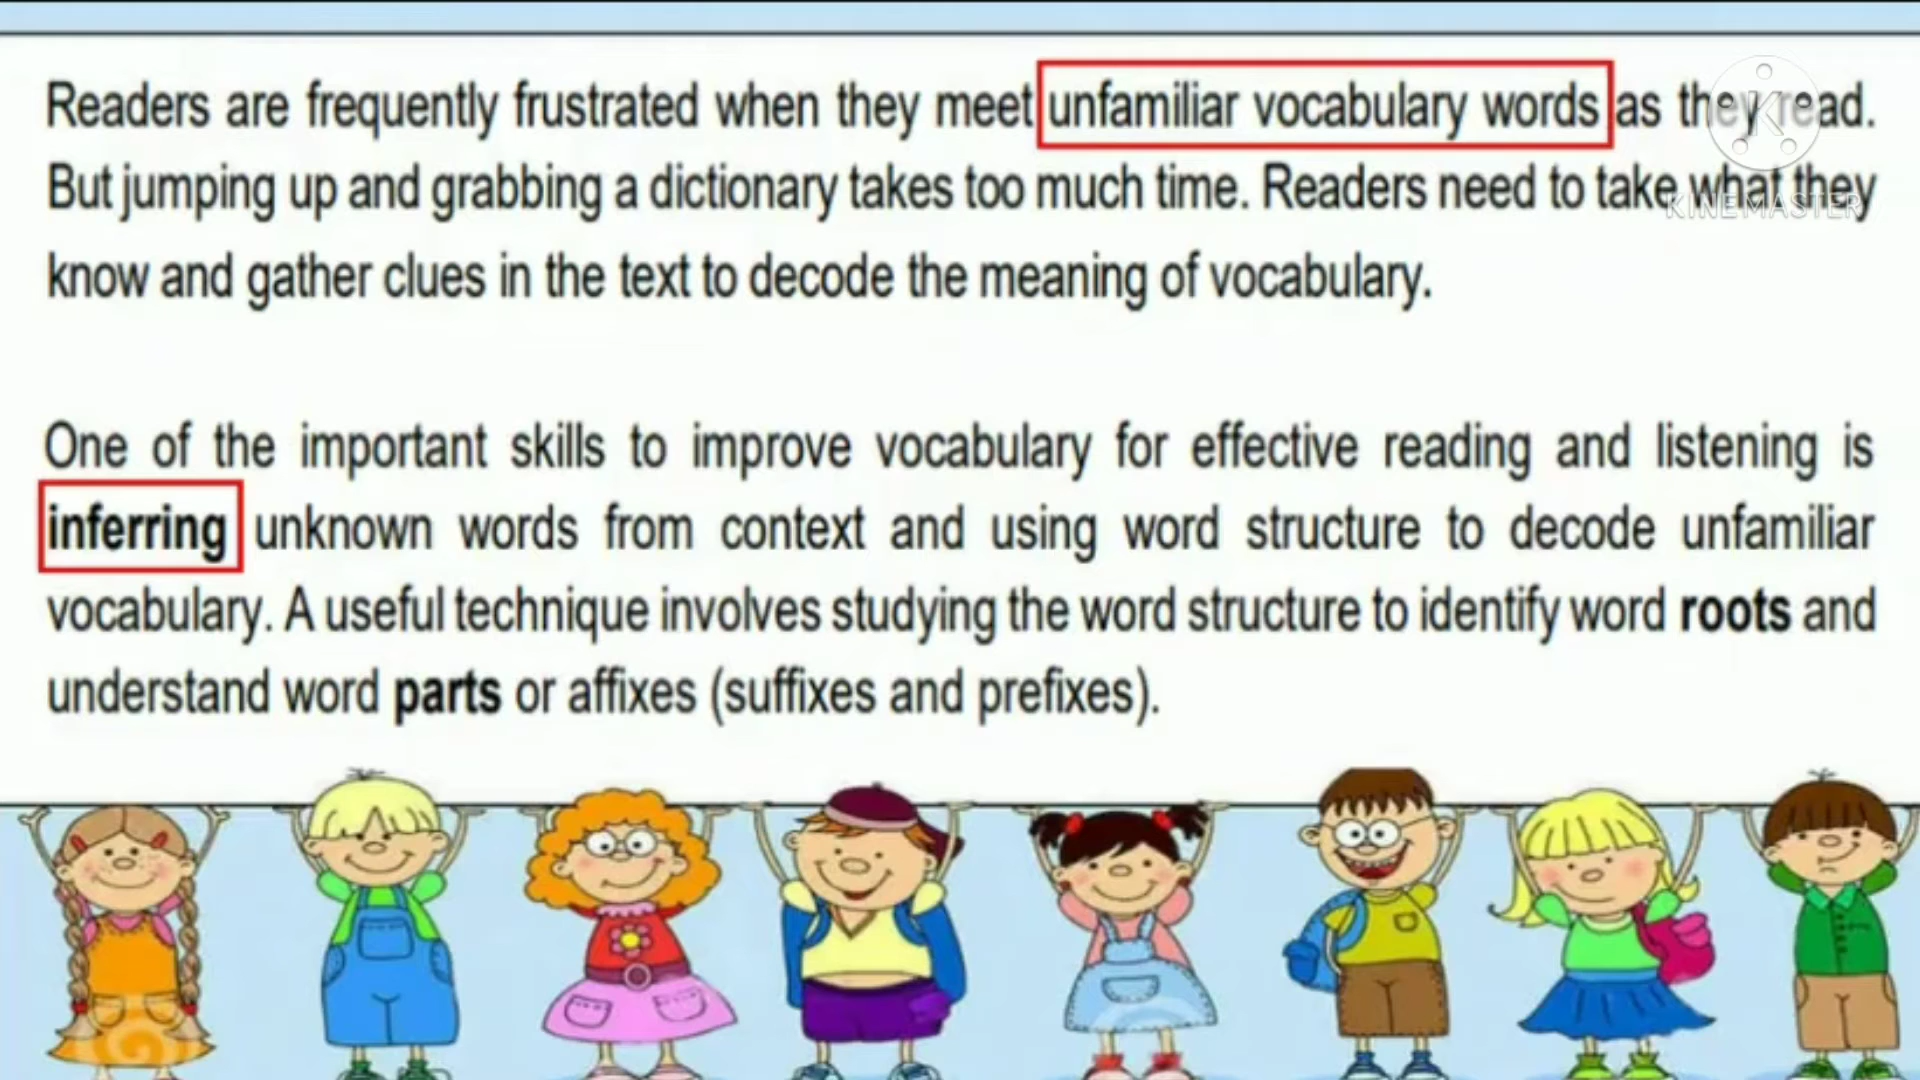 Readers are frequently frustrated when they meet unfamiliar vocabulary words as they read.
But jumping up and grabbing a dictionary takes too much time. Readers need to take what they
know and gather clues in the text to decode the meaning of vocabulary.
One of the important skills to improve vocabulary for effective reading and listening is
inferring unknown words from context and using word structure to decode unfamiliar
vocabulary. A useful technique involves studying the word structure to identify word roots and
understand word parts or affixes (suffixes and prefixes).
K
KINEMASTER